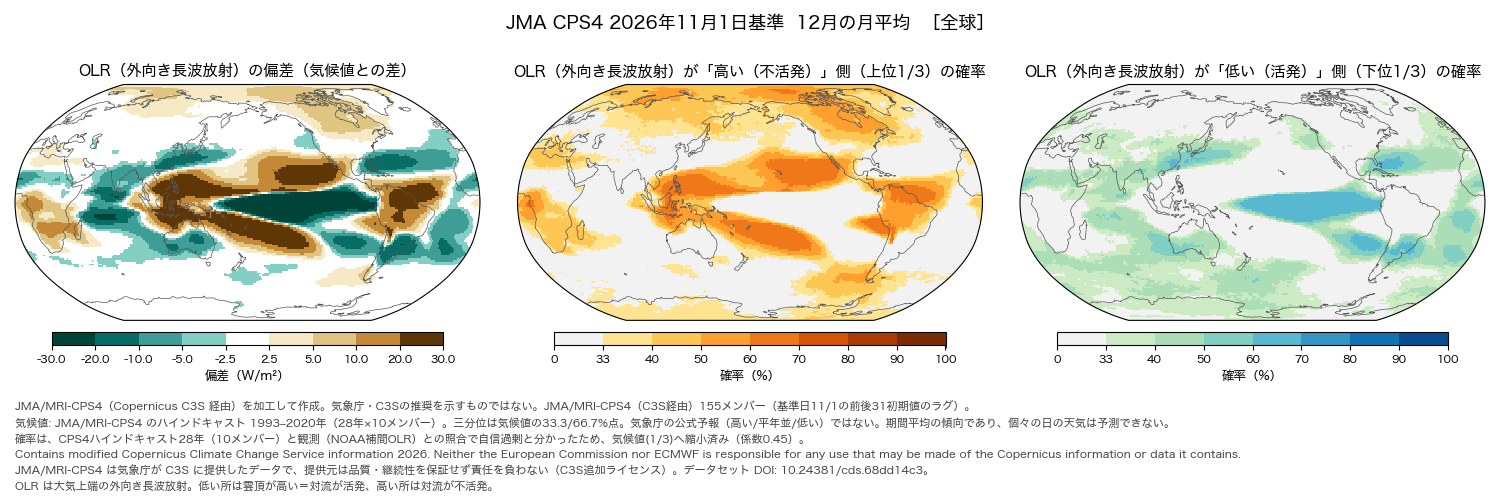 JMA CPS4 2026年11月1日基準 12月の月平均 ［全球］
OLR（外向き長波放射）の偏差（気候値との差）
OLR（外向き長波放射）が「高い（不活発）」側（上位1/3）の確率
OLR（外向き長波放射）が「低い（活発）」側（下位1/3）の確率
-30.0 -20.0 -10.0 -5.0 -2.5 2.5 5.0 10.0 20.0 30.0
偏差（W/m²）
0 33 40 50 60 70 80 90 100
確率（%）
0 33 40 50 60 70 80 90 100
確率（%）
JMA/MRI-CPS4（Copernicus C3S 経由）を加工して作成。気象庁・C3Sの推奨を示すものではない。JMA/MRI-CPS4（C3S経由）155メンバー（基準日11/1の前後31初期値のラグ）。
気候値: JMA/MRI-CPS4 のハインドキャスト 1993–2020年（28年×10メンバー）。三分位は気候値の33.3/66.7%点。気象庁の公式予報（高い/平年並/低い）ではない。期間平均の傾向であり、個々の日の天気は予測できない。
確率は、CPS4ハインドキャスト28年（10メンバー）と観測（NOAA補間OLR）との照合で自信過剰と分かったため、気候値(1/3)へ縮小済み（係数0.45）。
Contains modified Copernicus Climate Change Service information 2026. Neither the European Commission nor ECMWF is responsible for any use that may be made of the Copernicus information or data it contains.
JMA/MRI-CPS4 は気象庁が C3S に提供したデータで、提供元は品質・継続性を保証せず責任を負わない（C3S追加ライセンス）。データセット DOI: 10.24381/cds.68dd14c3。
OLR は大気上端の外向き長波放射。低い所は雲頂が高い＝対流が活発、高い所は対流が不活発。